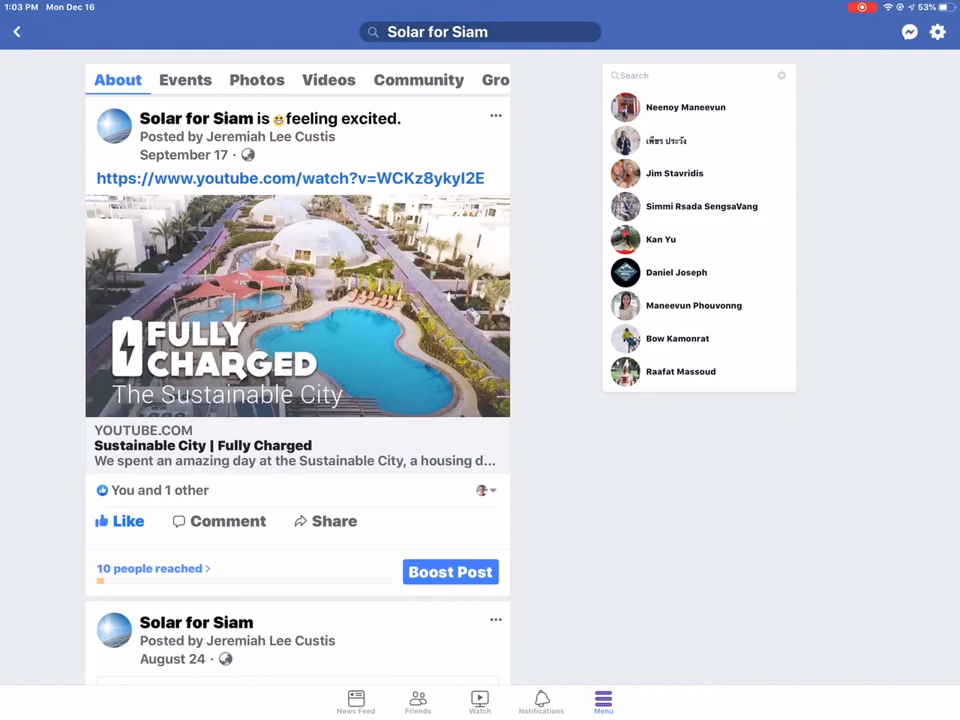 1:03 PM Mon Dec 16
53%
Solar for Siam
About Events Photos Videos Community Gro
Solar for Siam is 😃feeling excited.
Posted by Jeremiah Lee Custis
September 17 ·
https://www.youtube.com/watch?v=WCKz8ykyI2E
FULLY
CHARGED
The Sustainable City
YOUTUBE.COM
Sustainable City | Fully Charged
We spent an amazing day at the Sustainable City, a housing d...
You and 1 other
Like Comment Share
10 people reached >
Boost Post
Solar for Siam
Posted by Jeremiah Lee Custis
August 24 ·
Search
Neenoy Maneevun
เพ็ชร ประวัง
Jim Stavridis
Simmi Rsada SengsaVang
Kan Yu
Daniel Joseph
Maneevun Phouvonng
Bow Kamonrat
Raafat Massoud
News Feed Friends Watch Notifications Menu